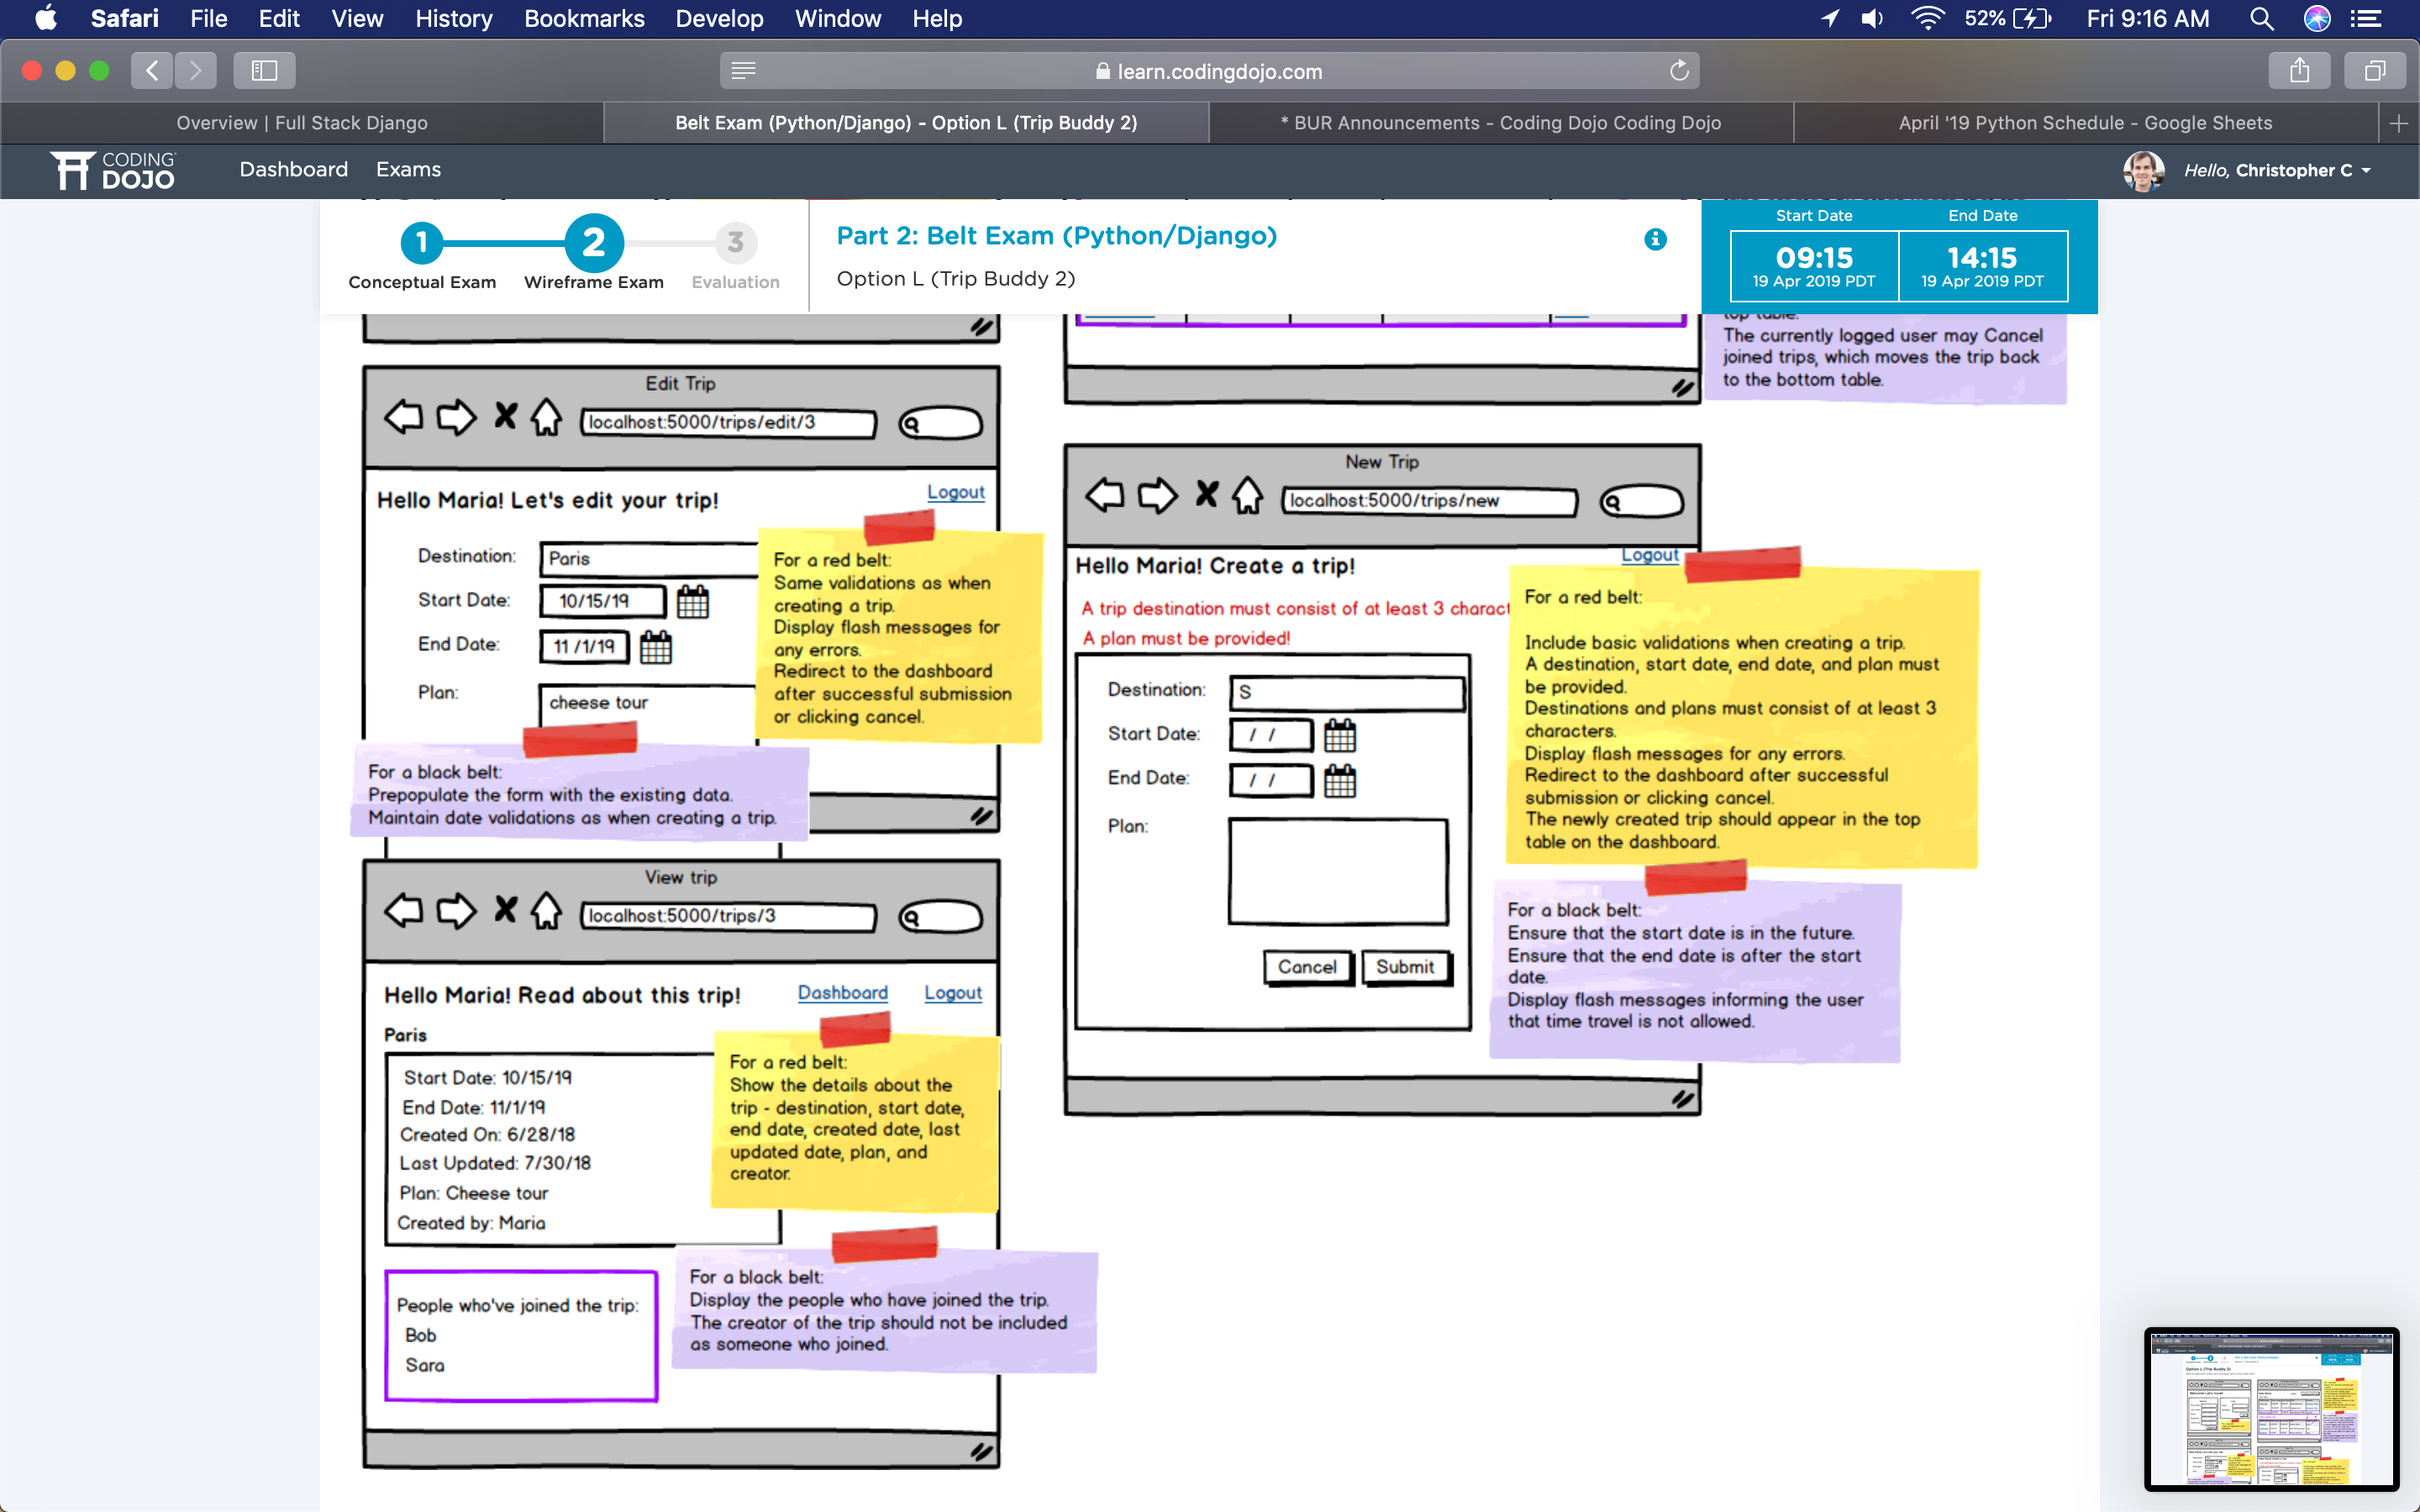 Safari File Edit View History Bookmarks Develop Window Help
52% Fri 9:16 AM
learn.codingdojo.com
Overview | Full Stack Django
Belt Exam (Python/Django) - Option L (Trip Buddy 2)
* BUR Announcements - Coding Dojo Coding Dojo
April '19 Python Schedule - Google Sheets
CODING
DOJO
Dashboard Exams
Hello, Christopher C
1 2 3
Conceptual Exam Wireframe Exam Evaluation
Part 2: Belt Exam (Python/Django)
Option L (Trip Buddy 2)
Start Date End Date
09:15 14:15
19 Apr 2019 PDT 19 Apr 2019 PDT
top table.
The currently logged user may Cancel
joined trips, which moves the trip back
to the bottom table.
Edit Trip
localhost:5000/trips/edit/3
Hello Maria! Let's edit your trip!
Logout
Destination: Paris
Start Date: 10/15/19
End Date: 11 /1/19
Plan: cheese tour
For a red belt:
Same validations as when
creating a trip.
Display flash messages for
any errors.
Redirect to the dashboard
after successful submission
or clicking cancel.
For a black belt:
Prepopulate the form with the existing data.
Maintain date validations as when creating a trip.
New Trip
localhost:5000/trips/new
Logout
Hello Maria! Create a trip!
A trip destination must consist of at least 3 charact
A plan must be provided!
Destination: S
Start Date: / /
End Date: / /
Plan:
Cancel Submit
For a red belt:
Include basic validations when creating a trip.
A destination, start date, end date, and plan must
be provided.
Destinations and plans must consist of at least 3
characters.
Display flash messages for any errors.
Redirect to the dashboard after successful
submission or clicking cancel.
The newly created trip should appear in the top
table on the dashboard.
For a black belt:
Ensure that the start date is in the future.
Ensure that the end date is after the start
date.
Display flash messages informing the user
that time travel is not allowed.
View trip
localhost:5000/trips/3
Hello Maria! Read about this trip!
Dashboard Logout
Paris
Start Date: 10/15/19
End Date: 11/1/19
Created On: 6/28/18
Last Updated: 7/30/18
Plan: Cheese tour
Created by: Maria
For a red belt:
Show the details about the
trip - destination, start date,
end date, created date, last
updated date, plan, and
creator.
People who've joined the trip:
Bob
Sara
For a black belt:
Display the people who have joined the trip.
The creator of the trip should not be included
as someone who joined.